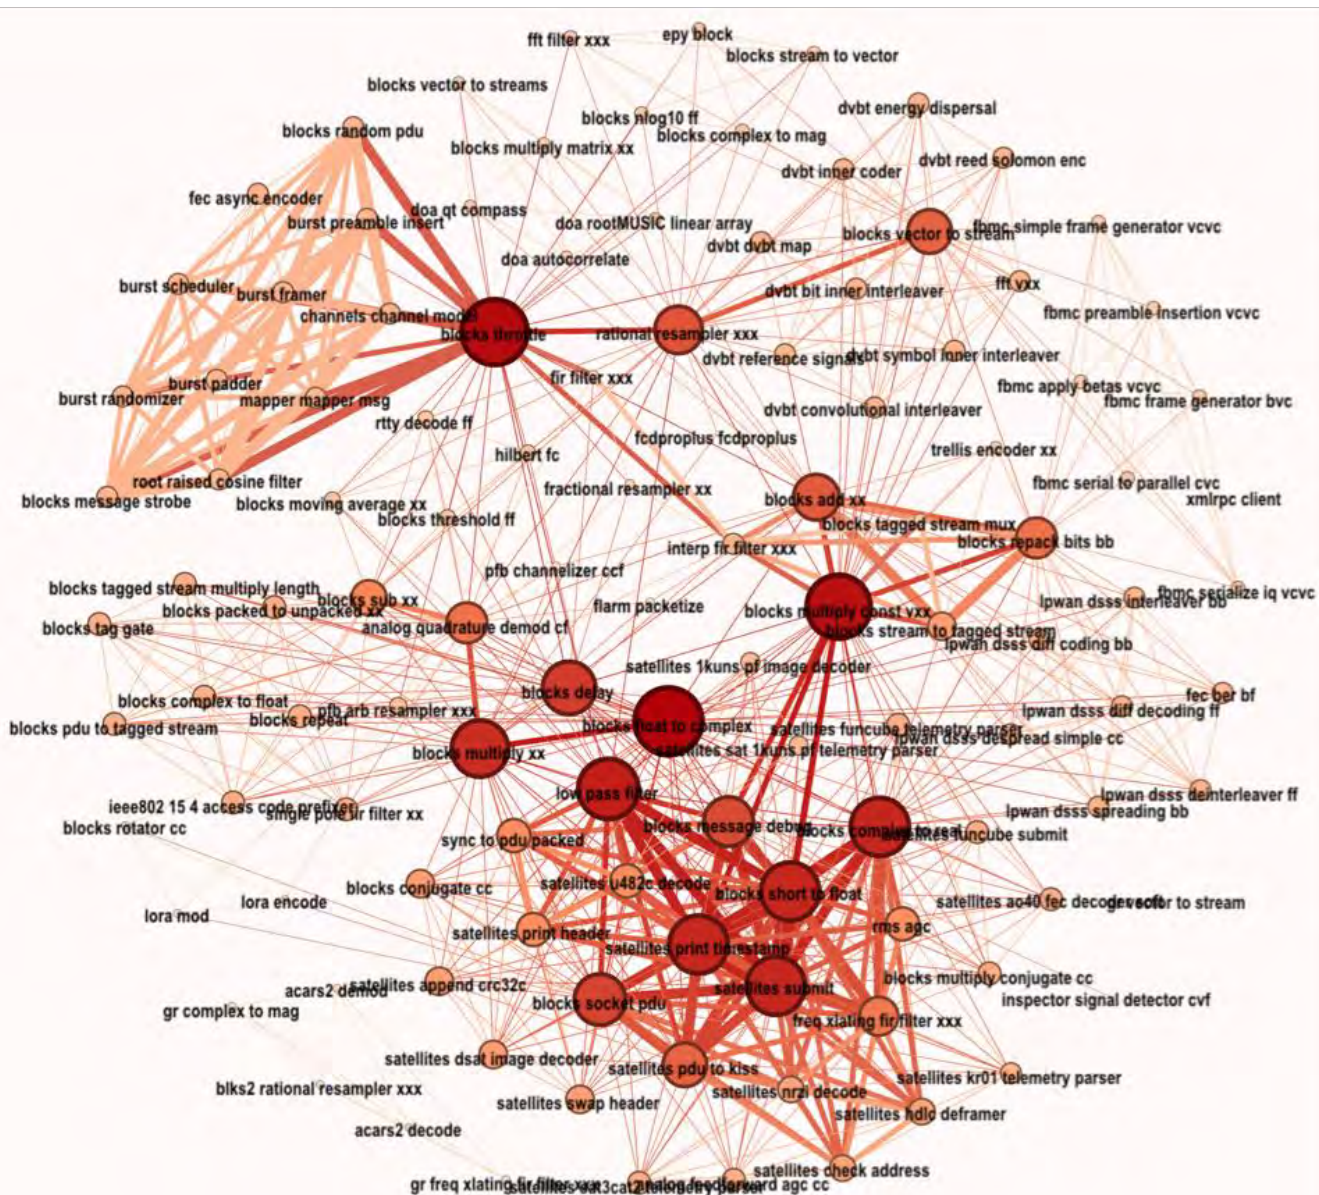 epy block
fft filter xxx
blocks stream to vector
blocks vector to streams
dvbt energy dispersal
blocks nlog10 ff
blocks random pdu
blocks complex to mag
blocks multiply matrix xx
dvbt reed solomon enc
dvbt inner coder
fec async encoder
doa qt compass
burst preamble insert
doa rootMUSIC linear array
fbmc simple frame generator vcvc
blocks vector to stream
dvbt dvbt map
doa autocorrelate
fft vxx
burst scheduler
dvbt bit inner interleaver
burst framer
fbmc preamble insertion vcvc
channels channel model
blocks throttle
rational resampler xxx
dvbt symbol inner interleaver
dvbt reference signals
fir filter xxx
burst padder
fbmc apply betas vcvc
burst randomizer
mapper mapper msg
fbmc frame generator bvc
dvbt convolutional interleaver
rtty decode ff
fcdproplus fcdproplus
trellis encoder xx
hilbert fc
root raised cosine filter
fbmc serial to parallel cvc
fractional resampler xx
blocks message strobe
blocks add xx
xmlrpc client
blocks moving average xx
blocks threshold ff
blocks tagged stream mux
blocks repack bits bb
interp fir filter xxx
pfb channelizer ccf
blocks tagged stream multiply length
fbmc serialize iq vcvc
blocks sub xx
lpwan dsss interleaver bb
flarm packetize
blocks packed to unpacked xx
blocks multiply const vxx
blocks tag gate
analog quadrature demod cf
blocks stream to tagged stream
lpwan dsss diff coding bb
satellites 1kuns pf image decoder
blocks delay
fec ber bf
blocks complex to float
pfb arb resampler xxx
lpwan dsss diff decoding ff
blocks repeat
blocks float to complex
blocks pdu to tagged stream
satellites funcube telemetry parser
lpwan dsss despread simple cc
satellites sat 1kuns pf telemetry parser
blocks multiply xx
low pass filter
lpwan dsss deinterleaver ff
ieee802 15 4 access code prefixer
single pole iir filter xx
lpwan dsss spreading bb
blocks rotator cc
blocks message debug
blocks complex to real
satellites funcube submit
sync to pdu packed
satellites u482c decode
blocks conjugate cc
blocks short to float
lora encode
satellites ao40 fec decoder soft
gr vector to stream
lora mod
rms agc
satellites print header
satellites print timestamp
blocks multiply conjugate cc
satellites append crc32c
satellites submit
acars2 demod
inspector signal detector cvf
blocks socket pdu
gr complex to mag
freq xlating fir filter xxx
satellites dsat image decoder
satellites pdu to kiss
satellites kr01 telemetry parser
blks2 rational resampler xxx
satellites nrzi decode
satellites swap header
satellites hdlc deframer
acars2 decode
satellites check address
gr freq xlating fir filter xxx
satellites sat3cat2 telemetry parser
analog feedforward agc cc